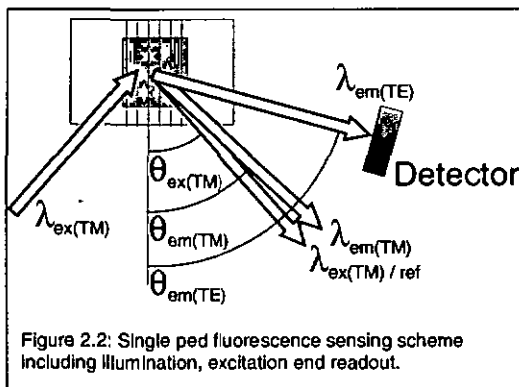 λem(TE)
Detector
θex(TM)
λex(TM)
θem(TM)
λem(TM)
λex(TM) / ref
θem(TE)
Figure 2.2: Single ped fluorescence sensing scheme
including illumination, excitation end readout.